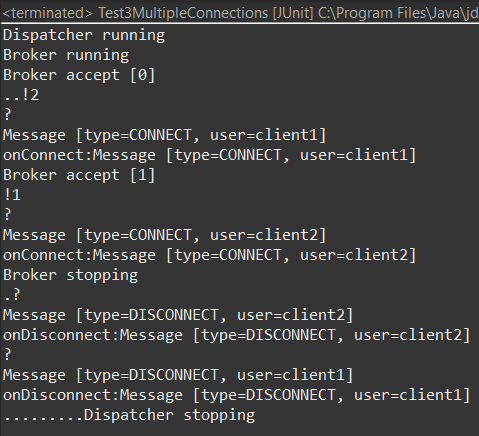 <terminated> Test3MultipleConnections [JUnit] C:\Program Files\Java\jd
Dispatcher running
Broker running
Broker accept [0]
..!2
?
Message [type=CONNECT, user=client1]
onConnect:Message [type=CONNECT, user=client1]
Broker accept [1]
!1
?
Message [type=CONNECT, user=client2]
onConnect:Message [type=CONNECT, user=client2]
Broker stopping
.?
Message [type=DISCONNECT, user=client2]
onDisconnect:Message [type=DISCONNECT, user=client2]
?
Message [type=DISCONNECT, user=client1]
onDisconnect:Message [type=DISCONNECT, user=client1]
.........Dispatcher stopping